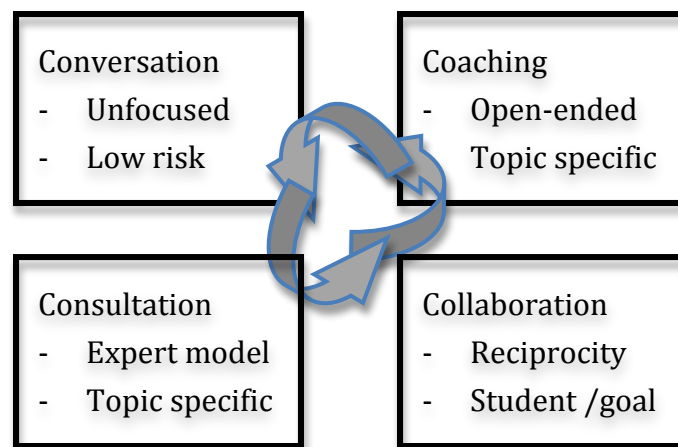 Conversation
- Unfocused
- Low risk
Coaching
- Open-ended
- Topic specific
Consultation
- Expert model
- Topic specific
Collaboration
- Reciprocity
- Student /goal